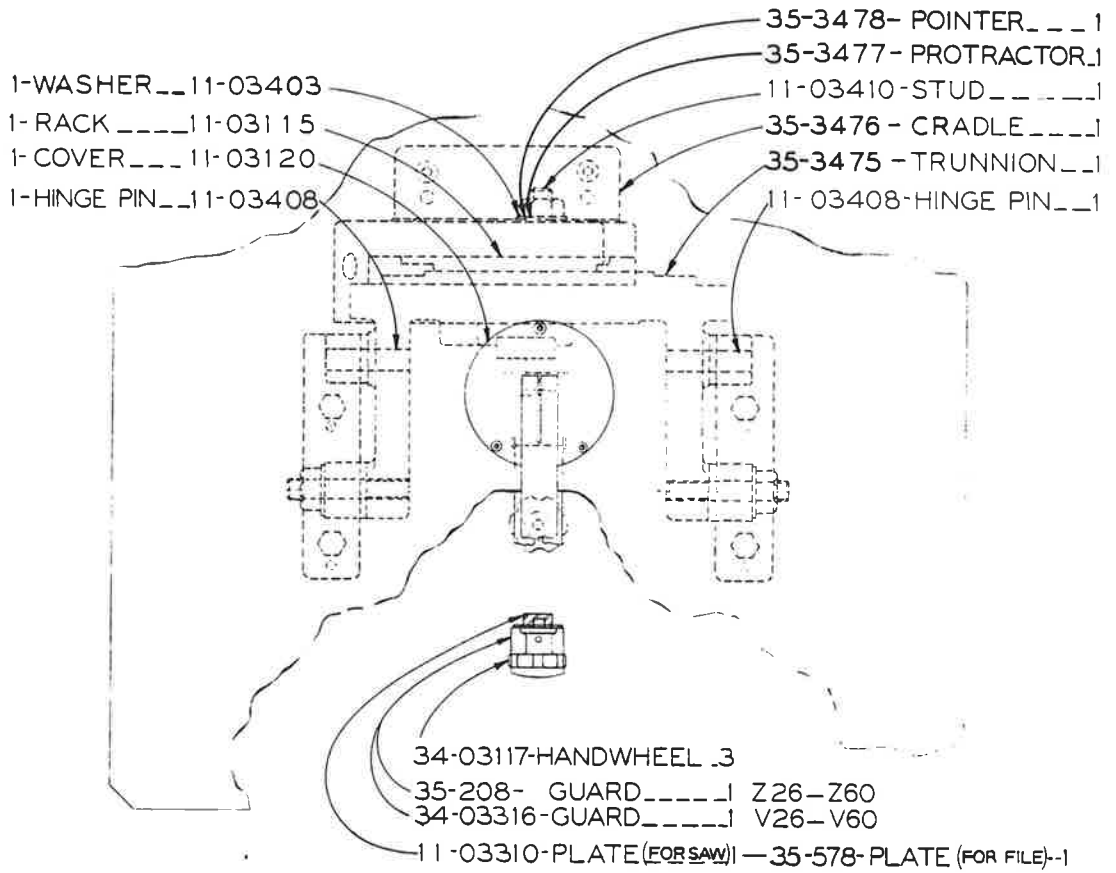 35-3478- POINTER___ 1
35-3477- PROTRACTOR_1
1-WASHER__11-03403
11-03410-STUD______1
1-RACK____11-03115
35-3476- CRADLE____1
1-COVER___11-03120
35-3475-TRUNNION__1
1-HINGE PIN__11-03408
11-03408-HINGE PIN__1
34-03117-HANDWHEEL_3
35-208- GUARD_____1 Z26-Z60
34-03316-GUARD_____1 V26-V60
11-03310-PLATE (FOR SAW)1—35-578-PLATE (FOR FILE)--1